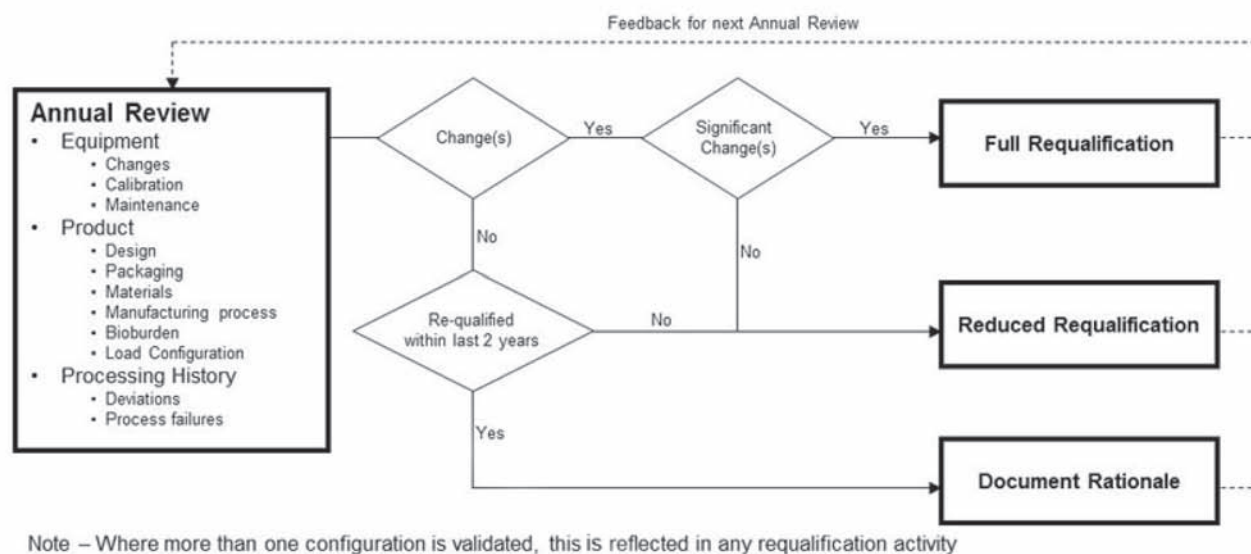 Feedback for next Annual Review
Annual Review
• Equipment
• Changes
• Calibration
• Maintenance
• Product
• Design
• Packaging
• Materials
• Manufacturing process
• Bioburden
• Load Configuration
• Processing History
• Deviations
• Process failures
Change(s)
Yes
Significant
Change(s)
Yes
Full Requalification
No
No
Re-qualified
within last 2 years
No
Reduced Requalification
Yes
Document Rationale
Note – Where more than one configuration is validated, this is reflected in any requalification activity